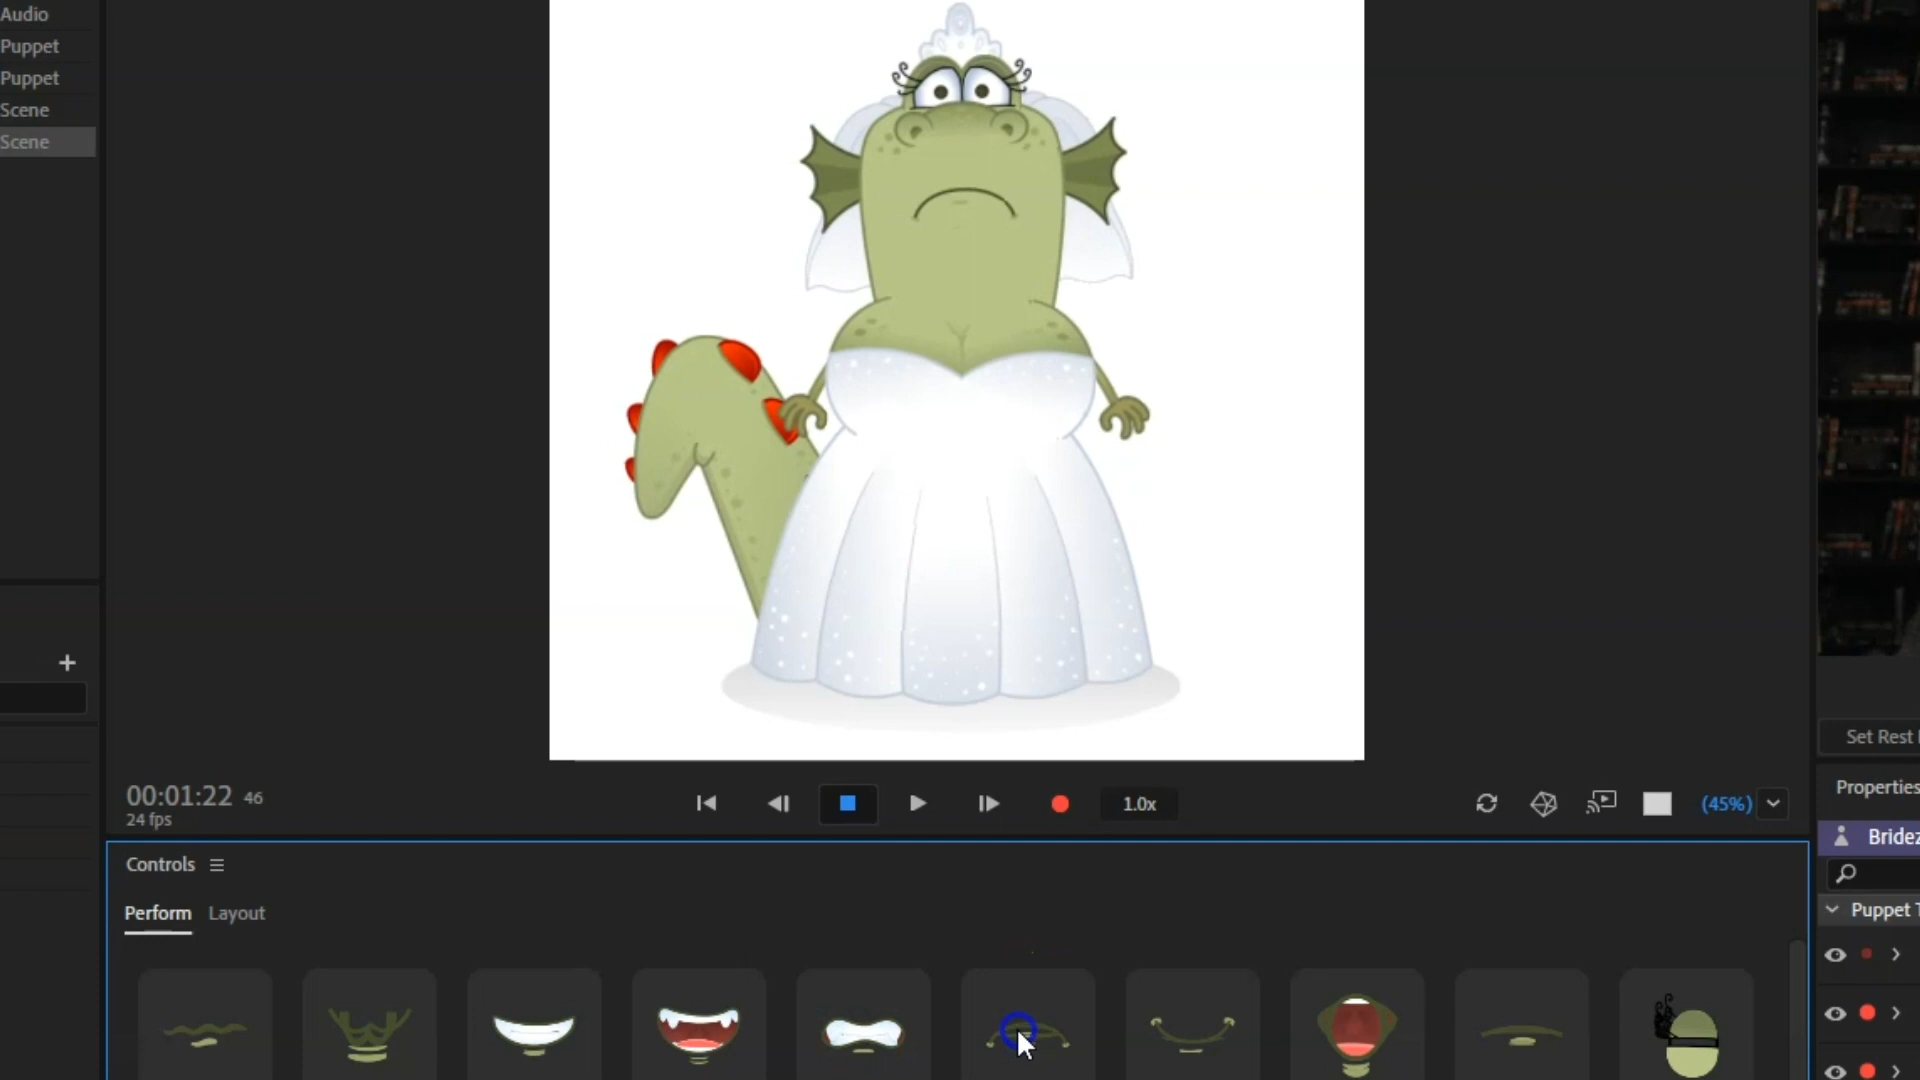 Audio
Puppet
Puppet
Scene
Scene
00:01:22 46
24 fps
1.0x
(45%)
Set Rest
Properties
Bridez
Puppet T
Controls
Perform Layout